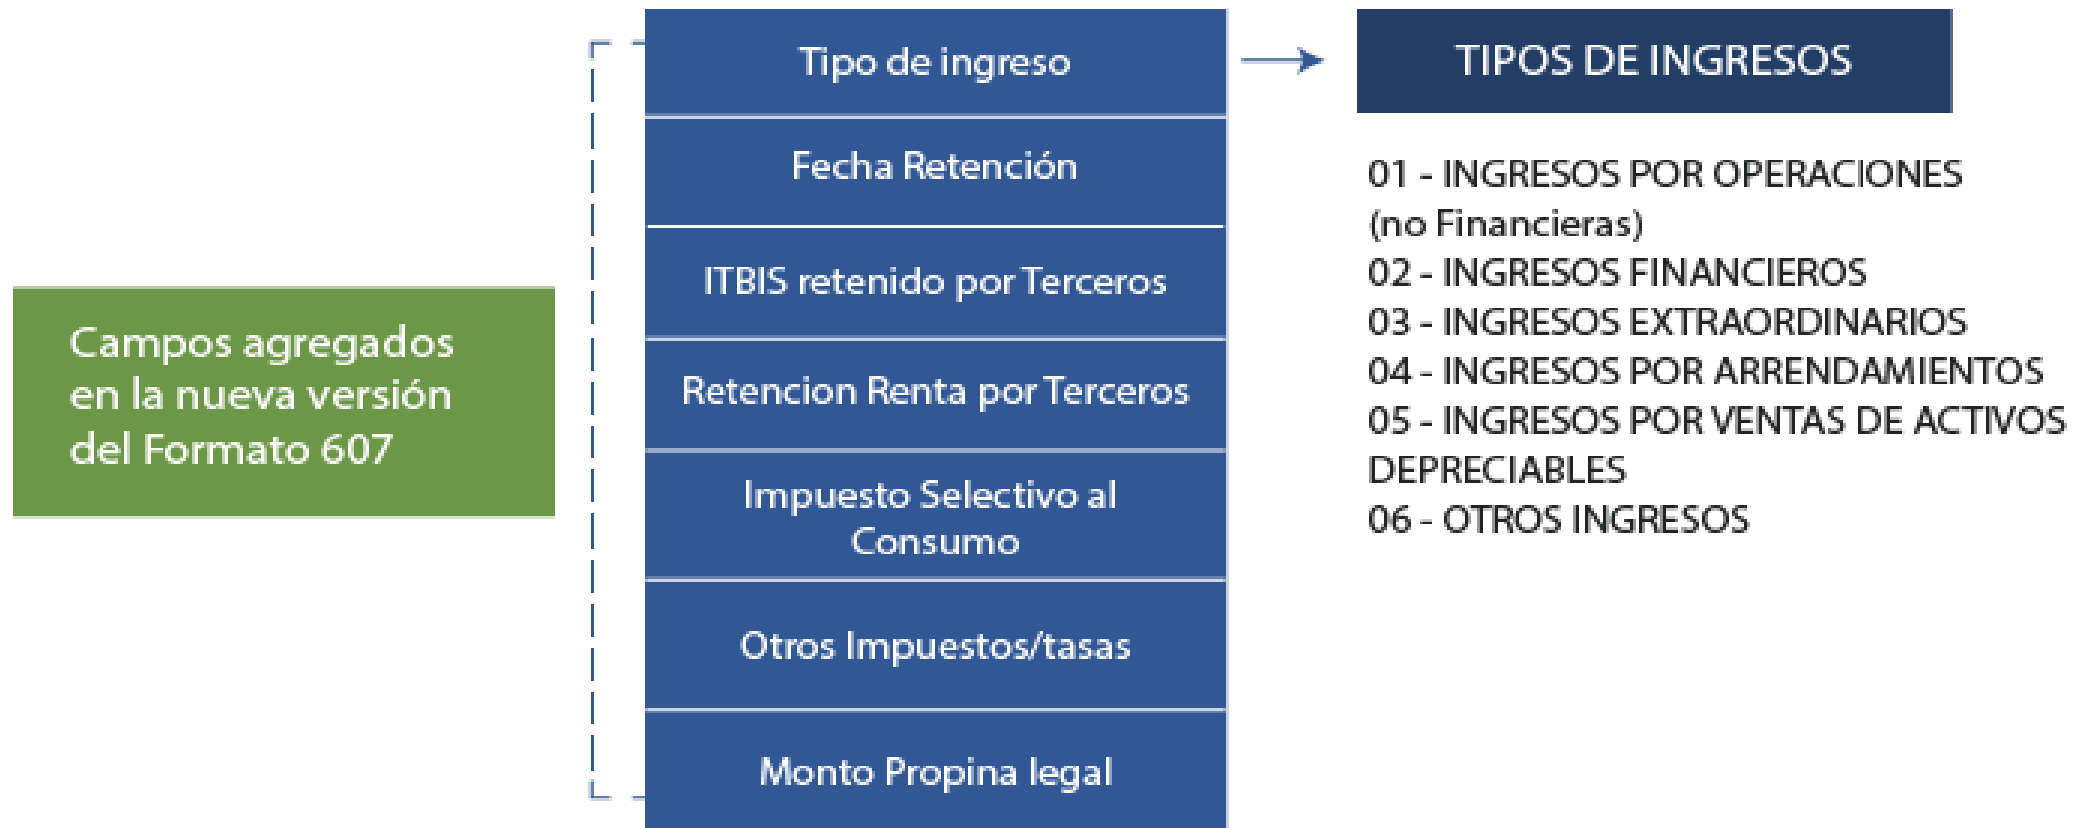 Campos agregados
en la nueva versión
del Formato 607
Tipo de ingreso
Fecha Retención
ITBIS retenido por Terceros
Retencion Renta por Terceros
Impuesto Selectivo al
Consumo
Otros Impuestos/tasas
Monto Propina legal
TIPOS DE INGRESOS
01 - INGRESOS POR OPERACIONES
(no Financieras)
02 - INGRESOS FINANCIEROS
03 - INGRESOS EXTRAORDINARIOS
04 - INGRESOS POR ARRENDAMIENTOS
05 - INGRESOS POR VENTAS DE ACTIVOS
DEPRECIABLES
06 - OTROS INGRESOS